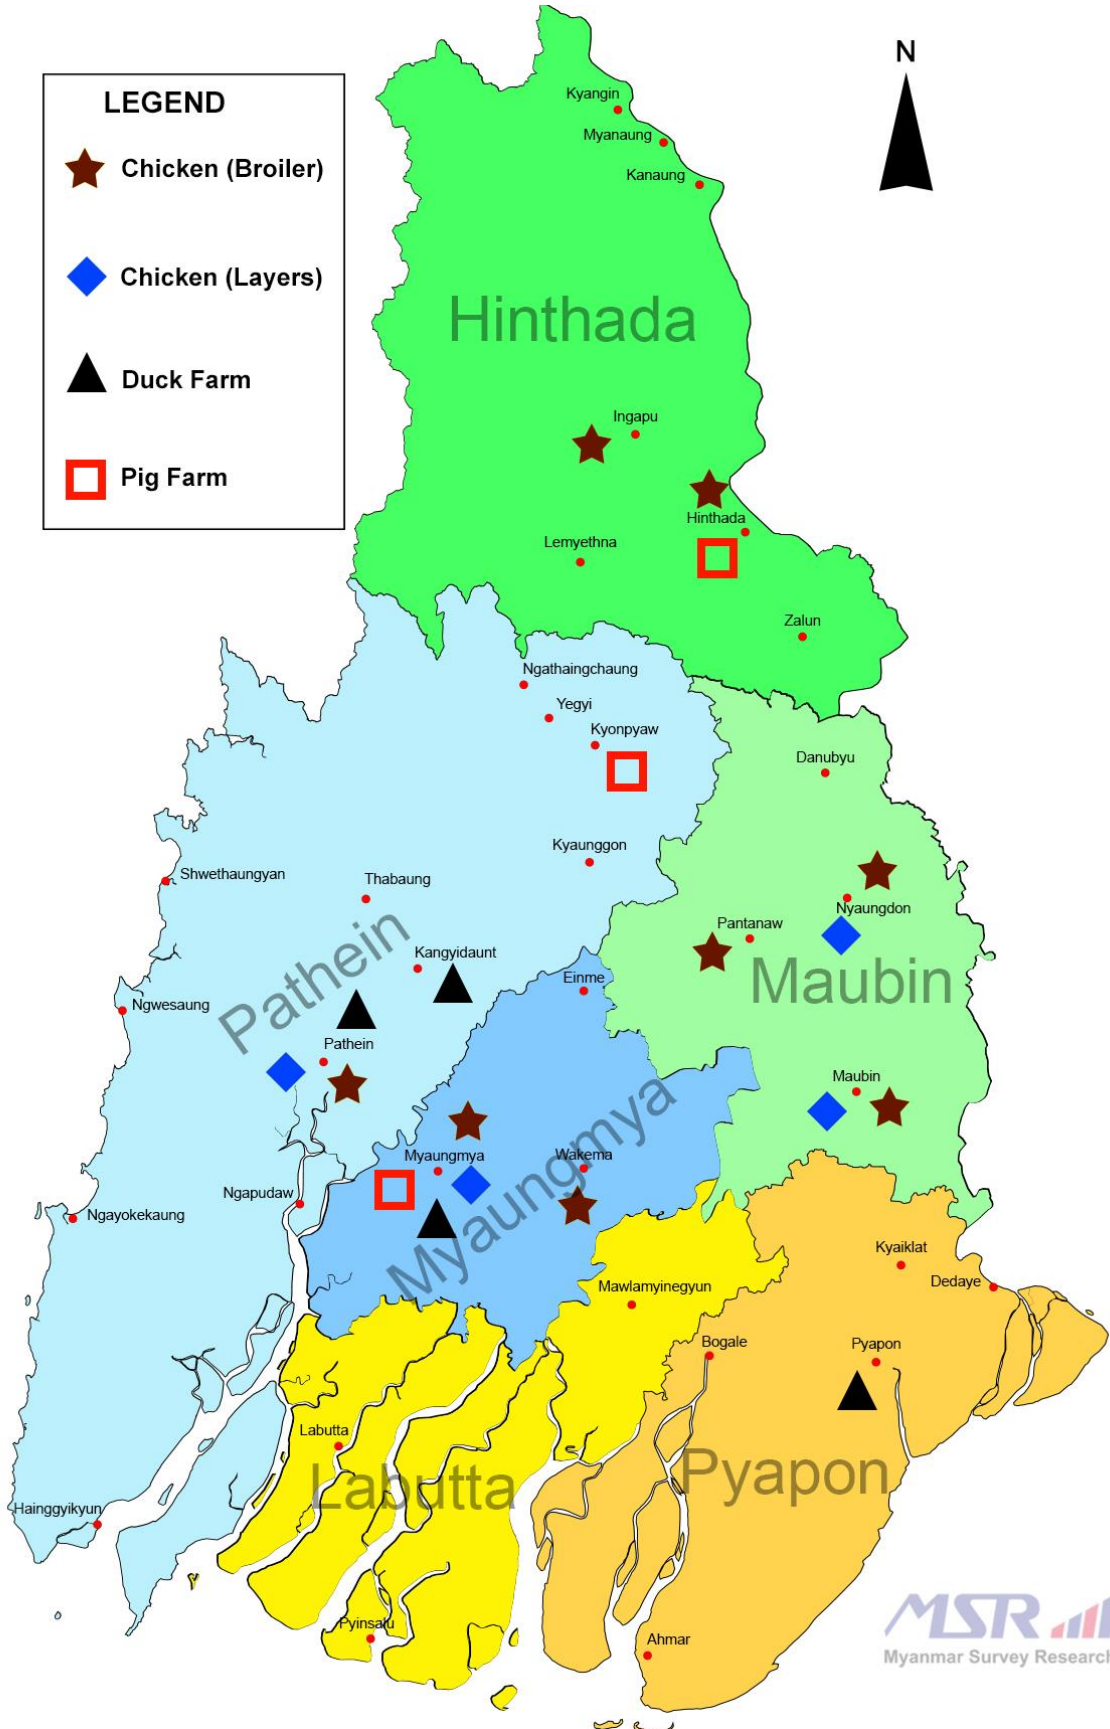 N
LEGEND
Chicken (Broiler)
Chicken (Layers)
Duck Farm
Pig Farm
Kyangin
Myanaung
Kanaung
Hinthada
Ingapu
Hinthada
Lemyethna
Zalun
Ngathaingchaung
Yegyi
Kyonpyaw
Danubyu
Kyaunggon
Shwethaungyan
Thabaung
Nyaungdon
Pantanaw
Pathein
Kangyidaunt
Einme
Maubin
Ngwesaung
Pathein
Maubin
Myaungmya
Wakema
Myaungmya
Ngapudaw
Ngayokekaung
Kyaiklat
Dedaye
Mawlamyinegyun
Bogale
Pyapon
Labutta
Labutta
Pyapon
Hainggyikyun
Pyinsalu
Ahmar
MSR
Myanmar Survey Research